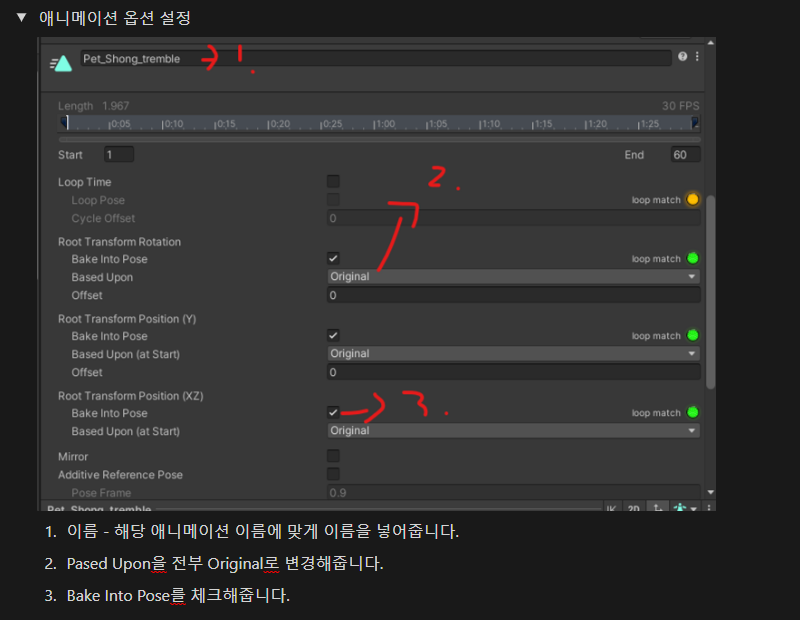 ▼ 애니메이션 옵션 설정
Pet_Shong_tremble 1.
Length 1.967 30 FPS
0:05 0:10 0:15 0:20 0:25 1:00 1:05 1:10 1:15 1:20 1:25
Start 1 End 60
Loop Time 2.
Loop Pose loop match
Cycle Offset 0
Root Transform Rotation
Bake Into Pose loop match
Based Upon Original
Offset 0
Root Transform Position (Y)
Bake Into Pose loop match
Based Upon (at Start) Original
Offset 0
Root Transform Position (XZ)
Bake Into Pose 3. loop match
Based Upon (at Start) Original
Mirror
Additive Reference Pose
Pose Frame 0.9
Pet_Shong_tremble IK 2D
1. 이름 - 해당 애니메이션 이름에 맞게 이름을 넣어줍니다.
2. Pased Upon을 전부 Original로 변경해줍니다.
3. Bake Into Pose를 체크해줍니다.